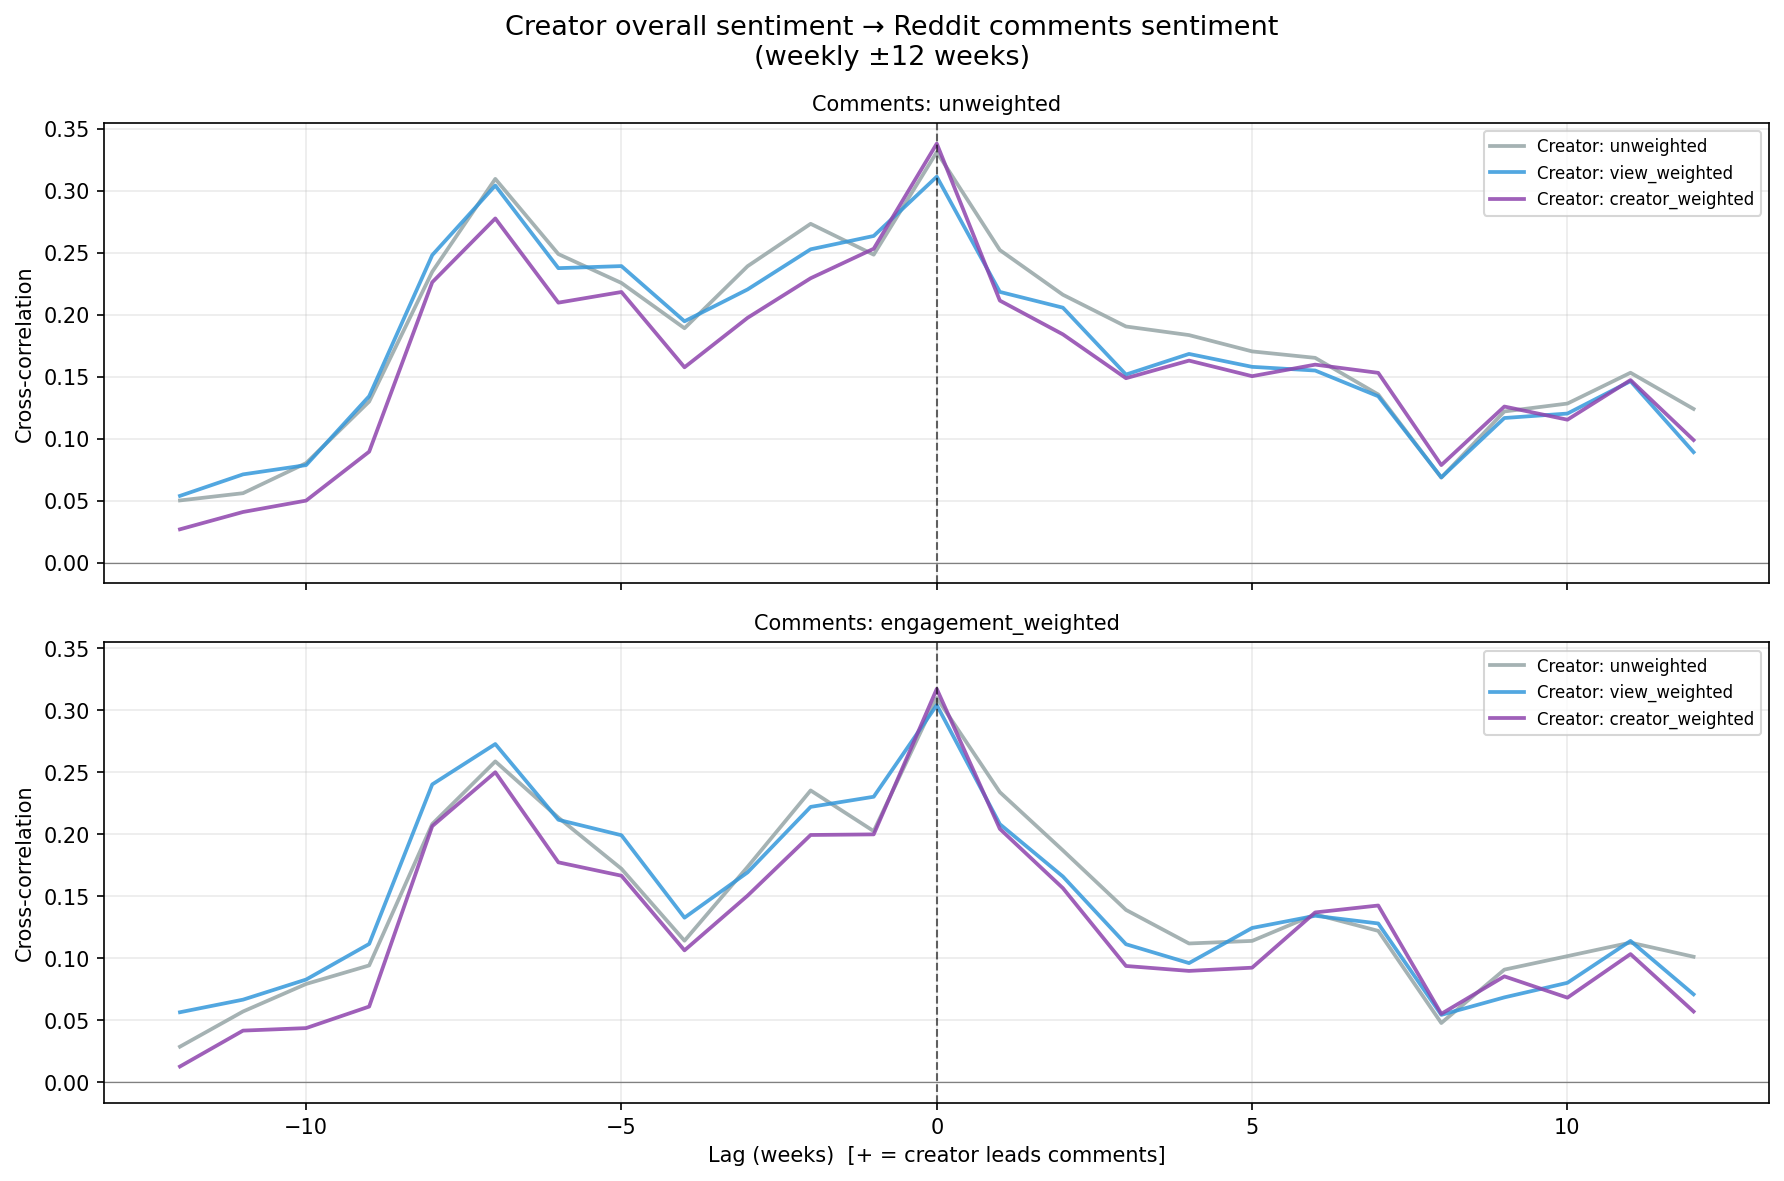 Creator overall sentiment → Reddit comments sentiment
(weekly ±12 weeks)
Comments: unweighted
0.35
0.30
0.25
0.20
0.15
0.10
0.05
0.00
Cross-correlation
Creator: unweighted
Creator: view_weighted
Creator: creator_weighted
Comments: engagement_weighted
0.35
0.30
0.25
0.20
0.15
0.10
0.05
0.00
Cross-correlation
Creator: unweighted
Creator: view_weighted
Creator: creator_weighted
−10
−5
0
5
10
Lag (weeks)  [+ = creator leads comments]